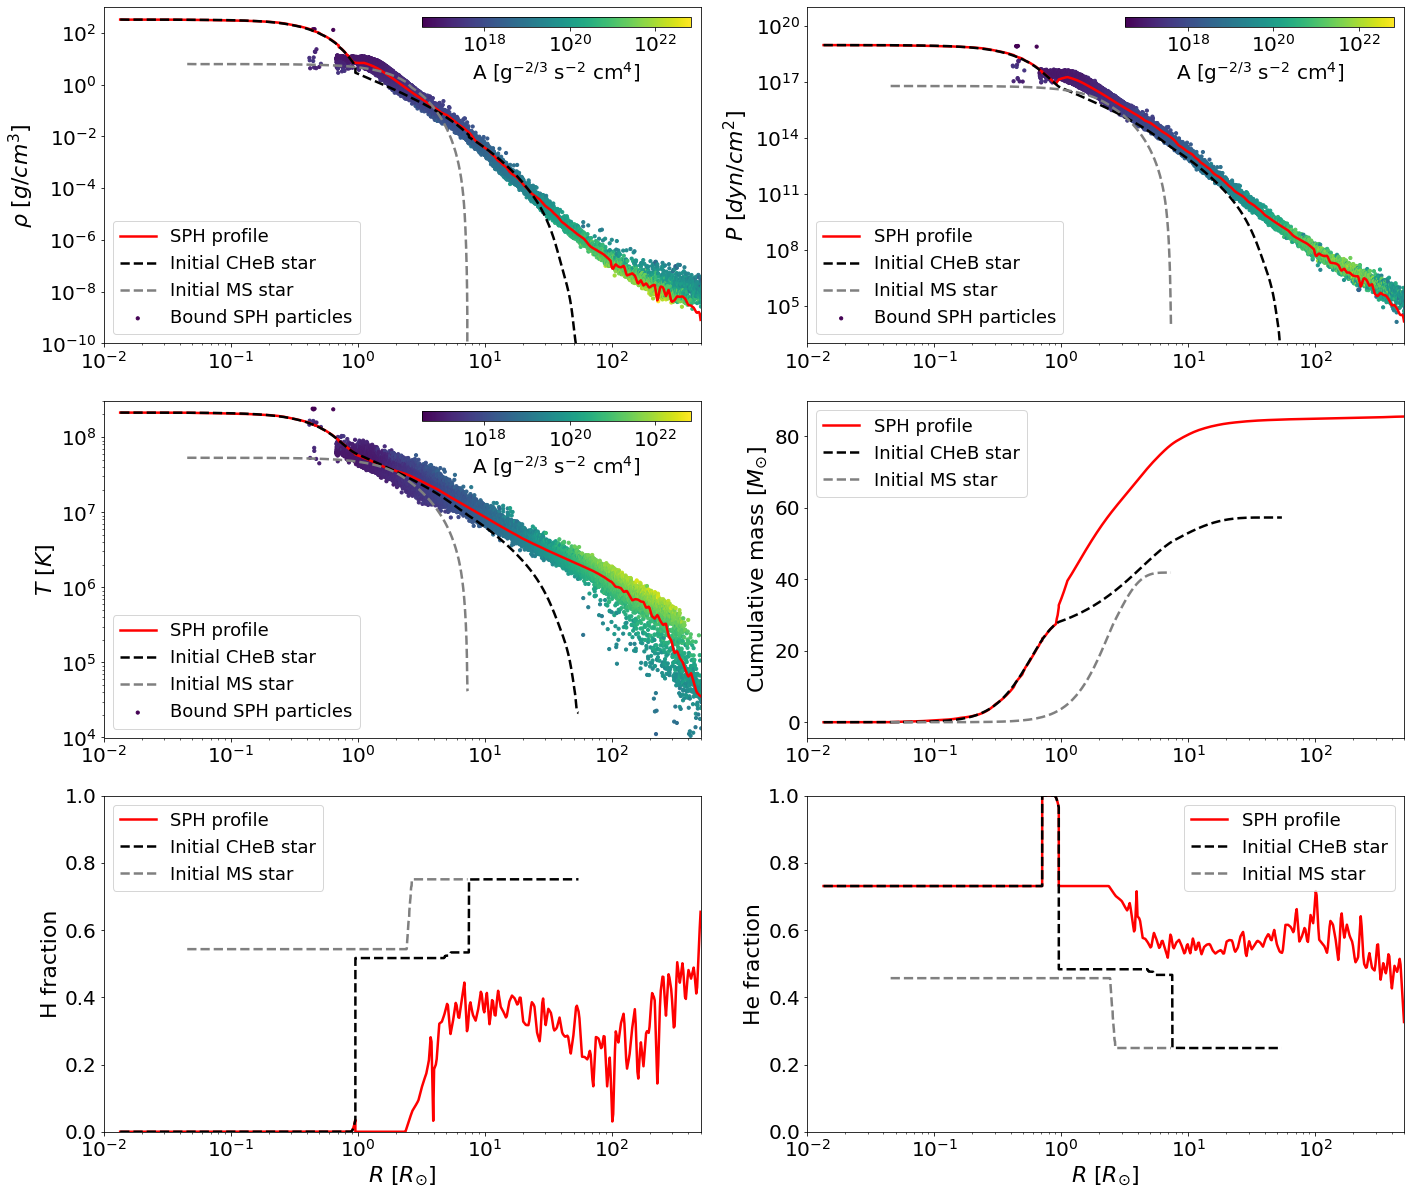 10^{18} 10^{20} 10^{22}
A [g^{-2/3} s^{-2} cm^{4}]
10^{2}
10^{0}
10^{-2}
10^{-4}
10^{-6}
10^{-8}
10^{-10}
ρ [g/cm^{3}]
SPH profile
Initial CHeB star
Initial MS star
Bound SPH particles
10^{-2} 10^{-1} 10^{0} 10^{1} 10^{2}
10^{18} 10^{20} 10^{22}
A [g^{-2/3} s^{-2} cm^{4}]
10^{20}
10^{17}
10^{14}
10^{11}
10^{8}
10^{5}
P [dyn/cm^{2}]
SPH profile
Initial CHeB star
Initial MS star
Bound SPH particles
10^{-2} 10^{-1} 10^{0} 10^{1} 10^{2}
10^{18} 10^{20} 10^{22}
A [g^{-2/3} s^{-2} cm^{4}]
10^{8}
10^{7}
10^{6}
10^{5}
10^{4}
T [K]
SPH profile
Initial CHeB star
Initial MS star
Bound SPH particles
10^{-2} 10^{-1} 10^{0} 10^{1} 10^{2}
SPH profile
Initial CHeB star
Initial MS star
80
60
40
20
0
Cumulative mass [M_⊙]
10^{-2} 10^{-1} 10^{0} 10^{1} 10^{2}
SPH profile
Initial CHeB star
Initial MS star
1.0
0.8
0.6
0.4
0.2
0.0
H fraction
10^{-2} 10^{-1} 10^{0} 10^{1} 10^{2}
R [R_⊙]
SPH profile
Initial CHeB star
Initial MS star
1.0
0.8
0.6
0.4
0.2
0.0
He fraction
10^{-2} 10^{-1} 10^{0} 10^{1} 10^{2}
R [R_⊙]